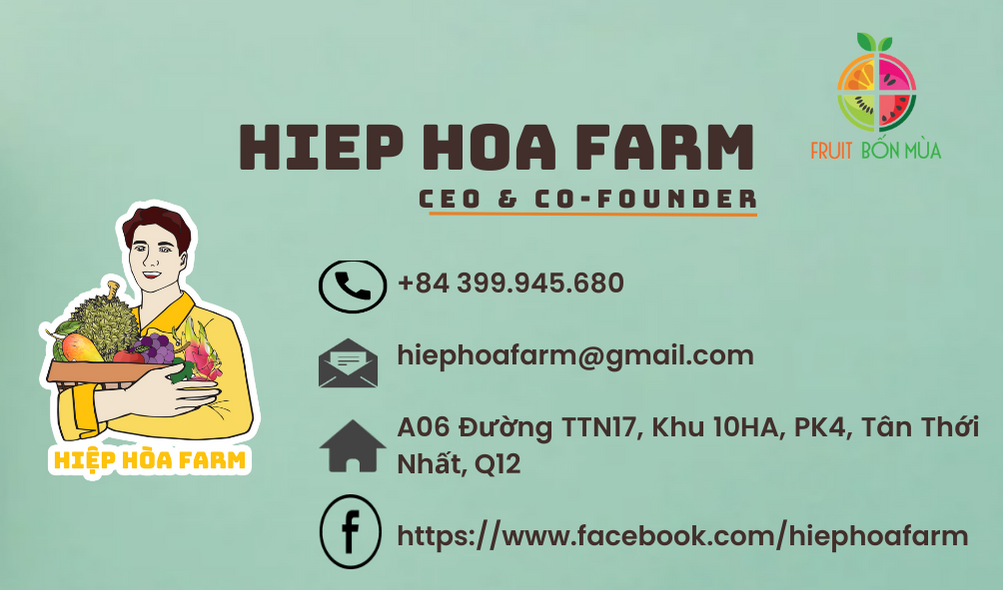 FRUIT BỐN MÙA
HIEP HOA FARM
CEO & CO-FOUNDER
+84 399.945.680
hiephoafarm@gmail.com
A06 Đường TTN17, Khu 10HA, PK4, Tân Thới
Nhất, Q12
https://www.facebook.com/hiephoafarm
HIỆP HÒA FARM